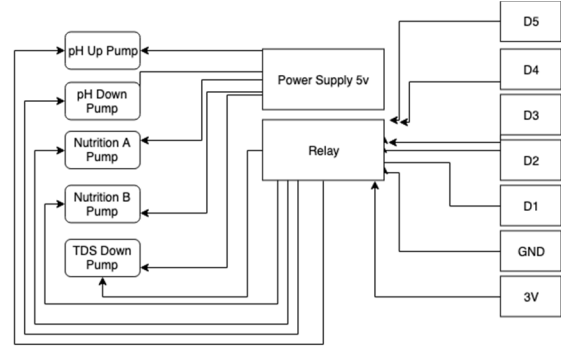 pH Up Pump
pH Down
Pump
Nutrition A
Pump
Nutrition B
Pump
TDS Down
Pump
Power Supply 5v
Relay
D5
D4
D3
D2
D1
GND
3V